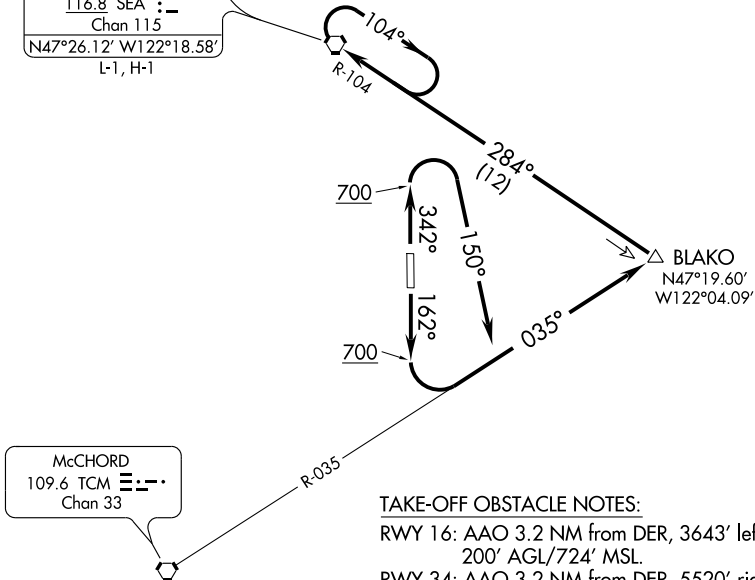 116.8 SEA
Chan 115
N47°26.12' W122°18.58'
L-1, H-1
104°
R-104
284°
(12)
700
342°
150°
BLAKO
N47°19.60'
W122°04.09'
162°
035°
700
R-035
McCHORD
109.6 TCM
Chan 33
TAKE-OFF OBSTACLE NOTES:
RWY 16: AAO 3.2 NM from DER, 3643' left
200' AGL/724' MSL.
RWY 34: AAO 3.2 NM from DER, 5520'